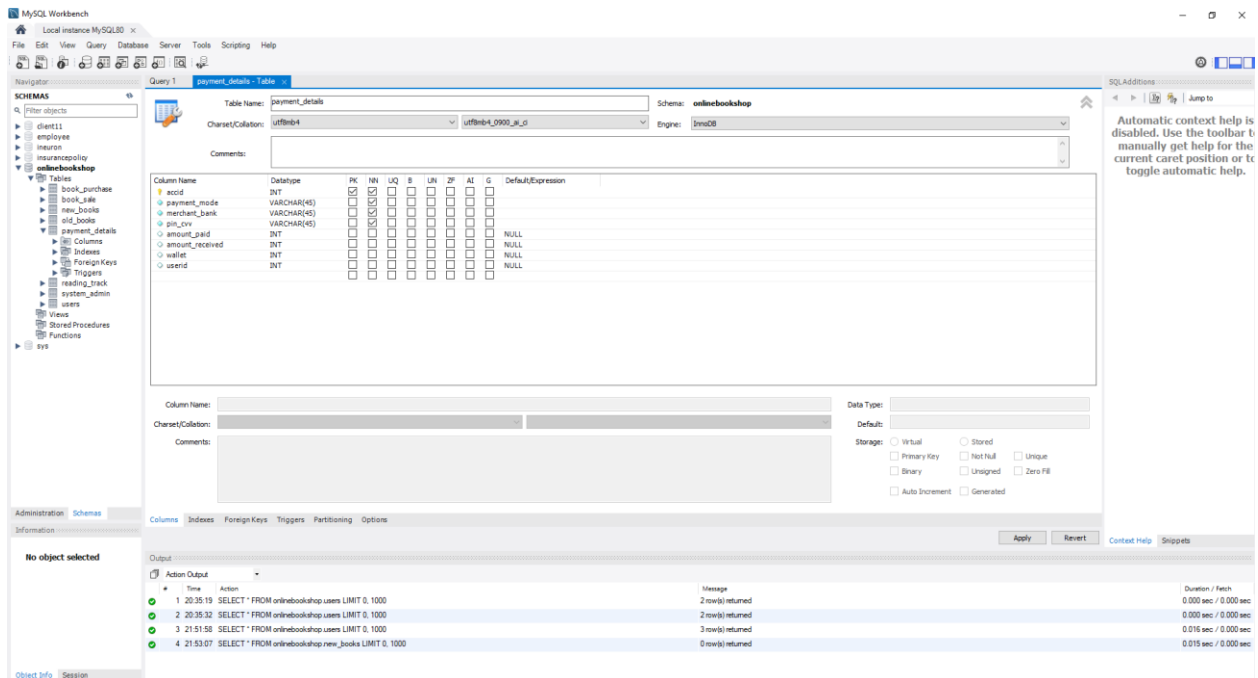 MySQL Workbench
Local instance MySQL80 ×
File Edit View Query Database Server Tools Scripting Help
Navigator
SCHEMAS
Filter objects
client11
employee
ineuron
insurancepolicy
onlinebookshop
Tables
book_purchase
book_sale
new_books
old_books
payment_details
Columns
Indexes
Foreign Keys
Triggers
reading_track
system_admin
users
Views
Stored Procedures
Functions
sys
Administration Schemas
Information
No object selected
Object Info Session
Query 1 payment_details - Table ×
Table Name: payment_details Schema: onlinebookshop
Charset/Collation: utf8mb4 utf8mb4_0900_ai_ci Engine: InnoDB
Comments:
Column Name Datatype PK NN UQ B UN ZF AI G Default/Expression
accid INT
payment_mode VARCHAR(45)
merchant_bank VARCHAR(45)
pin_cvv VARCHAR(45)
amount_paid INT NULL
amount_received INT NULL
wallet INT NULL
userid INT NULL
Column Name: Data Type:
Charset/Collation: Default:
Comments: Storage: Virtual Stored
Primary Key Not Null Unique
Binary Unsigned Zero Fill
Auto Increment Generated
Columns Indexes Foreign Keys Triggers Partitioning Options
Apply Revert
Output
Action Output
# Time Action Message Duration / Fetch
1 20:35:19 SELECT * FROM onlinebookshop.users LIMIT 0, 1000 2 row(s) returned 0.000 sec / 0.000 sec
2 20:35:32 SELECT * FROM onlinebookshop.users LIMIT 0, 1000 2 row(s) returned 0.000 sec / 0.000 sec
3 21:51:58 SELECT * FROM onlinebookshop.users LIMIT 0, 1000 3 row(s) returned 0.016 sec / 0.000 sec
4 21:53:07 SELECT * FROM onlinebookshop.new_books LIMIT 0, 1000 0 row(s) returned 0.015 sec / 0.000 sec
SQLAdditions
Jump to
Automatic context help is
disabled. Use the toolbar to
manually get help for the
current caret position or to
toggle automatic help.
Context Help Snippets